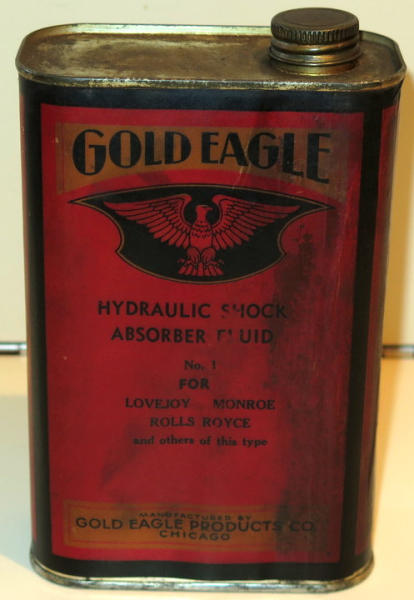 GOLD EAGLE
HYDRAULIC SHOCK
ABSORBER FLUID
No. 1
FOR
LOVEJOY MONROE
ROLLS ROYCE
and others of this type
MANUFACTURED BY
GOLD EAGLE PRODUCTS CO.
CHICAGO